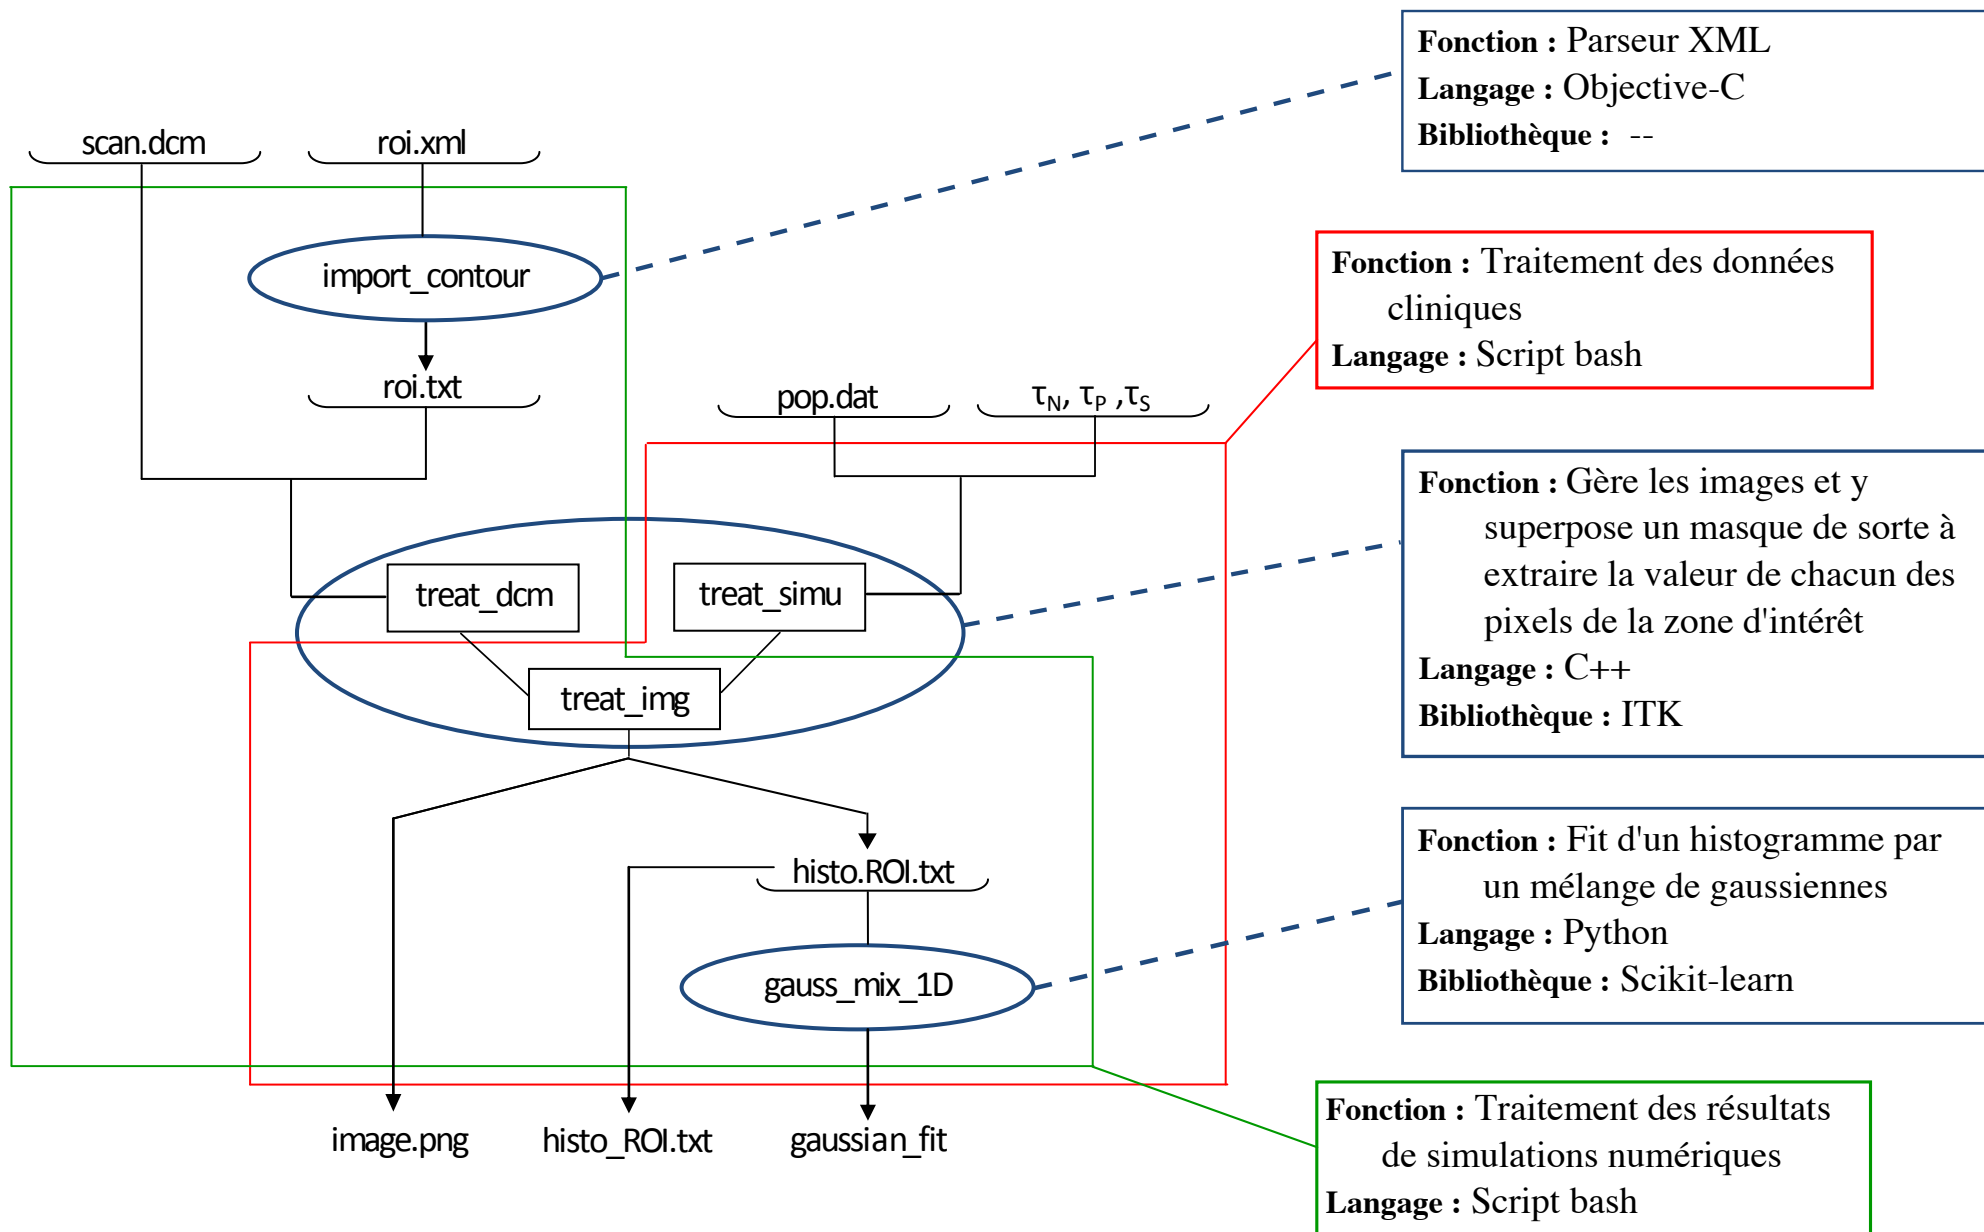 scan.dcm
roi.xml
import_contour
roi.txt
pop.dat
τN, τP ,τS
treat_dcm
treat_simu
treat_img
histo.ROI.txt
gauss_mix_1D
image.png
histo_ROI.txt
gaussian_fit
Fonction : Parseur XML
Langage : Objective-C
Bibliothèque : --
Fonction : Traitement des données
cliniques
Langage : Script bash
Fonction : Gère les images et y
superpose un masque de sorte à
extraire la valeur de chacun des
pixels de la zone d'intérêt
Langage : C++
Bibliothèque : ITK
Fonction : Fit d'un histogramme par
un mélange de gaussiennes
Langage : Python
Bibliothèque : Scikit-learn
Fonction : Traitement des résultats
de simulations numériques
Langage : Script bash